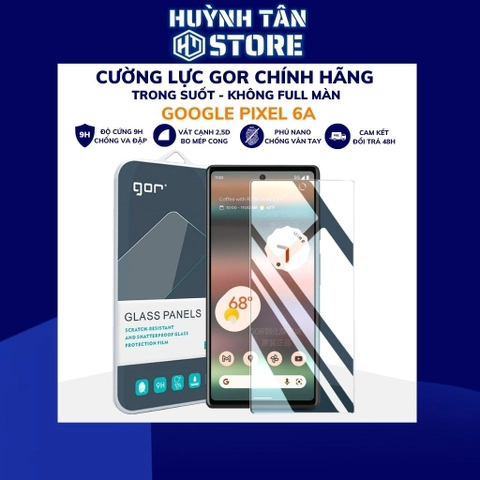 HUỲNH TÂN
STORE
CƯỜNG LỰC GOR CHÍNH HÃNG
TRONG SUỐT - KHÔNG FULL MÀN
GOOGLE PIXEL 6A
9H
ĐỘ CỨNG 9H
CHỐNG VA ĐẬP
VÁT CẠNH 2,5D
BO MÉP CONG
PHỦ NANO
CHỐNG VÂN TAY
CAM KẾT
ĐỔI TRẢ 48H
gor
GLASS PANELS
SCRATCH-RESISTANT
AND SHATTERPROOF GLASS
PROTECTION FILM
9H
5G
68°